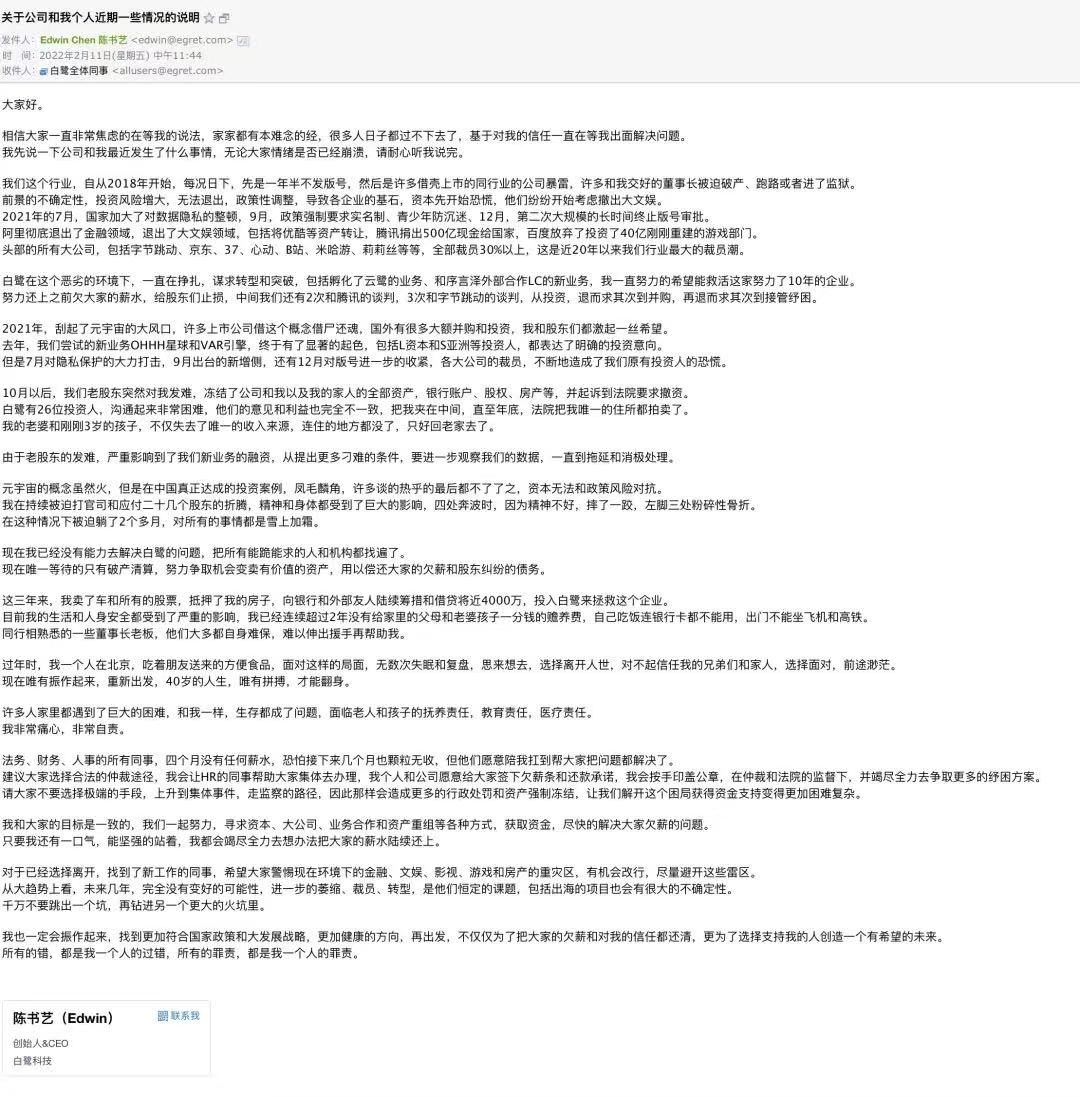 关于公司和我个人近期一些情况的说明
发件人：Edwin Chen 陈书艺 <edwin@egret.com>
时 间：2022年2月11日(星期五) 中午11:44
收件人：白鹭全体同事 <allusers@egret.com>
大家好。
相信大家一直非常焦虑的在等我的说法，家家都有本难念的经，很多人日子都过不下去了，基于对我的信任一直在等我出面解决问题。
我先说一下公司和我最近发生了什么事情，无论大家情绪是否已经崩溃，请耐心听我说完。
我们这个行业，自从2018年开始，每况日下，先是一年半不发版号，然后是许多借壳上市的同行业的公司暴雷，许多和我交好的董事长被迫破产、跑路或者进了监狱。
前景的不确定性，投资风险增大，无法退出，政策性调整，导致各企业的基石，资本先开始恐慌，他们纷纷开始考虑撤出大文娱。
2021年的7月，国家加大了对数据隐私的整顿，9月，政策强制要求实名制、青少年防沉迷、12月，第二次大规模的长时间终止版号审批。
阿里彻底退出了金融领域，退出了大文娱领域，包括将优酷等资产转让，腾讯捐出500亿现金给国家，百度放弃了投资了40亿刚刚重建的游戏部门。
头部的所有大公司，包括字节跳动、京东、37、心动、B站、米哈游、莉莉丝等等，全部裁员30%以上，这是近20年以来我们行业最大的裁员潮。
白鹭在这个恶劣的环境下，一直在挣扎，谋求转型和突破，包括孵化了云鹭的业务、和序言泽外部合作LC的新业务，我一直努力的希望能救活这家努力了10年的企业。
努力还上之前欠大家的薪水，给股东们止损，中间我们还有2次和腾讯的谈判，3次和字节跳动的谈判，从投资，退而求其次到并购，再退而求其次到接管纾困。
2021年，刮起了元宇宙的大风口，许多上市公司借这个概念借尸还魂，国外有很多大额并购和投资，我和股东们都激起一丝希望。
去年，我们尝试的新业务OHHH星球和VAR引擎，终于有了显著的起色，包括L资本和S亚洲等投资人，都表达了明确的投资意向。
但是7月对隐私保护的大力打击，9月出台的新增侧，还有12月对版号进一步的收紧，各大公司的裁员，不断地造成了我们原有投资人的恐慌。
10月以后，我们老股东突然对我发难，冻结了公司和我以及我的家人的全部资产，银行账户、股权、房产等，并起诉到法院要求撤资。
白鹭有26位投资人，沟通起来非常困难，他们的意见和利益也完全不一致，把我夹在中间，直至年底，法院把我唯一的住所都拍卖了。
我的老婆和刚刚3岁的孩子，不仅失去了唯一的收入来源，连住的地方都没了，只好回老家去了。
由于老股东的发难，严重影响到了我们新业务的融资，从提出更多刁难的条件，要进一步观察我们的数据，一直到拖延和消极处理。
元宇宙的概念虽然火，但是在中国真正达成的投资案例，凤毛麟角，许多谈的热乎的最后都不了了之，资本无法和政策风险对抗。
我在持续被迫打官司和应付二十几个股东的折腾，精神和身体都受到了巨大的影响，四处奔波时，因为精神不好，摔了一跤，左脚三处粉碎性骨折。
在这种情况下被迫躺了2个多月，对所有的事情都是雪上加霜。
现在我已经没有能力去解决白鹭的问题，把所有能跪能求的人和机构都找遍了。
现在唯一等待的只有破产清算，努力争取机会变卖有价值的资产，用以偿还大家的欠薪和股东纠纷的债务。
这三年来，我卖了车和所有的股票，抵押了我的房子，向银行和外部友人陆续筹措和借贷将近4000万，投入白鹭来拯救这个企业。
目前我的生活和人身安全都受到了严重的影响，我已经连续超过2年没有给家里的父母和老婆孩子一分钱的赡养费，自己吃饭连银行卡都不能用，出门不能坐飞机和高铁。
同行相熟悉的一些董事长老板，他们大多都自身难保，难以伸出援手再帮助我。
过年时，我一个人在北京，吃着朋友送来的方便食品，面对这样的局面，无数次失眠和复盘，思来想去，选择离开人世，对不起信任我的兄弟们和家人，选择面对，前途渺茫。
现在唯有振作起来，重新出发，40岁的人生，唯有拼搏，才能翻身。
许多人家里都遇到了巨大的困难，和我一样，生存都成了问题，面临老人和孩子的抚养责任，教育责任，医疗责任。
我非常痛心，非常自责。
法务、财务、人事的所有同事，四个月没有任何薪水，恐怕接下来几个月也颗粒无收，但他们愿意陪我扛到帮大家把问题都解决了。
建议大家选择合法的仲裁途径，我会让HR的同事帮助大家集体去办理，我个人和公司愿意给大家签下欠薪条和还款承诺，我会按手印盖公章，在仲裁和法院的监督下，并竭尽全力去争取更多的纾困方案。
请大家不要选择极端的手段，上升到集体事件，走监察的路径，因此那样会造成更多的行政处罚和资产强制冻结，让我们解开这个困局获得资金支持变得更加困难复杂。
我和大家的目标是一致的，我们一起努力，寻求资本、大公司、业务合作和资产重组等各种方式，获取资金，尽快的解决大家欠薪的问题。
只要我还有一口气，能坚强的站着，我都会竭尽全力去想办法把大家的薪水陆续还上。
对于已经选择离开，找到了新工作的同事，希望大家警惕现在环境下的金融、文娱、影视、游戏和房产的重灾区，有机会改行，尽量避开这些雷区。
从大趋势上看，未来几年，完全没有变好的可能性，进一步的萎缩、裁员、转型，是他们恒定的课题，包括出海的项目也会有很大的不确定性。
千万不要跳出一个坑，再钻进另一个更大的火坑里。
我也一定会振作起来，找到更加符合国家政策和大发展战略，更加健康的方向，再出发，不仅仅为了把大家的欠薪和对我的信任都还清，更为了选择支持我的人创造一个有希望的未来。
所有的错，都是我一个人的过错，所有的罪责，都是我一个人的罪责。
陈书艺（Edwin） 联系我
创始人&CEO
白鹭科技